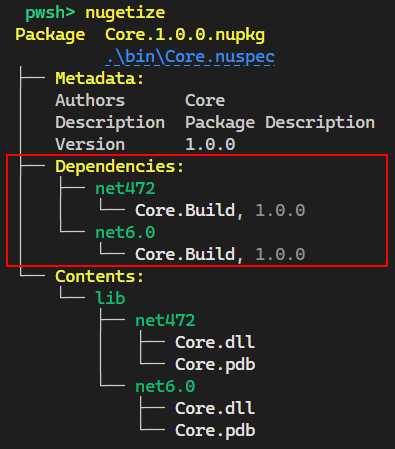 pwsh> nugetize
Package  Core.1.0.0.nupkg
.\bin\Core.nuspec
Metadata:
Authors      Core
Description  Package Description
Version      1.0.0
Dependencies:
net472
Core.Build, 1.0.0
net6.0
Core.Build, 1.0.0
Contents:
lib
net472
Core.dll
Core.pdb
net6.0
Core.dll
Core.pdb